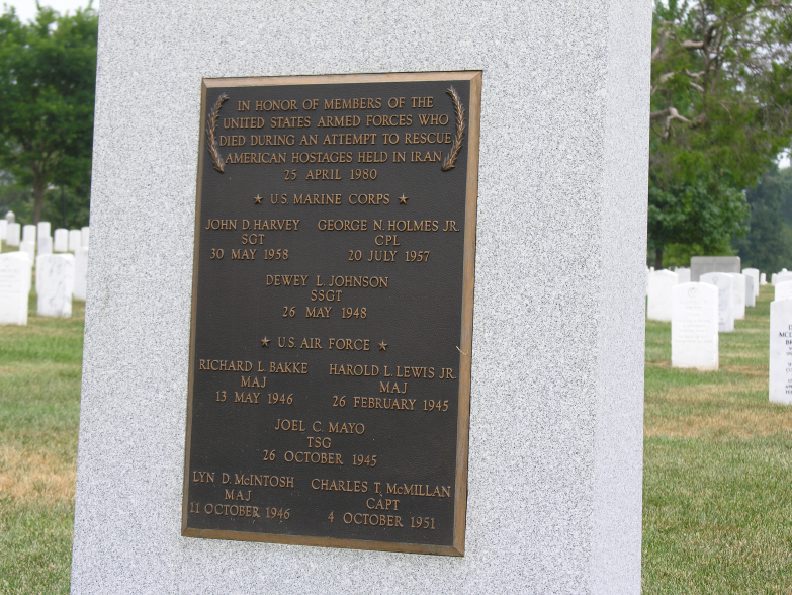 IN HONOR OF MEMBERS OF THE
UNITED STATES ARMED FORCES WHO
DIED DURING AN ATTEMPT TO RESCUE
AMERICAN HOSTAGES HELD IN IRAN
25 APRIL 1980
★ U.S. MARINE CORPS ★
JOHN D. HARVEY GEORGE N. HOLMES JR.
SGT CPL
30 MAY 1958 20 JULY 1957
DEWEY L. JOHNSON
SSGT
26 MAY 1948
★ U.S. AIR FORCE ★
RICHARD L. BAKKE HAROLD L. LEWIS JR.
MAJ MAJ
13 MAY 1946 26 FEBRUARY 1945
JOEL C. MAYO
TSG
26 OCTOBER 1945
LYN D. McINTOSH CHARLES T. McMILLAN
MAJ CAPT
11 OCTOBER 1946 4 OCTOBER 1951